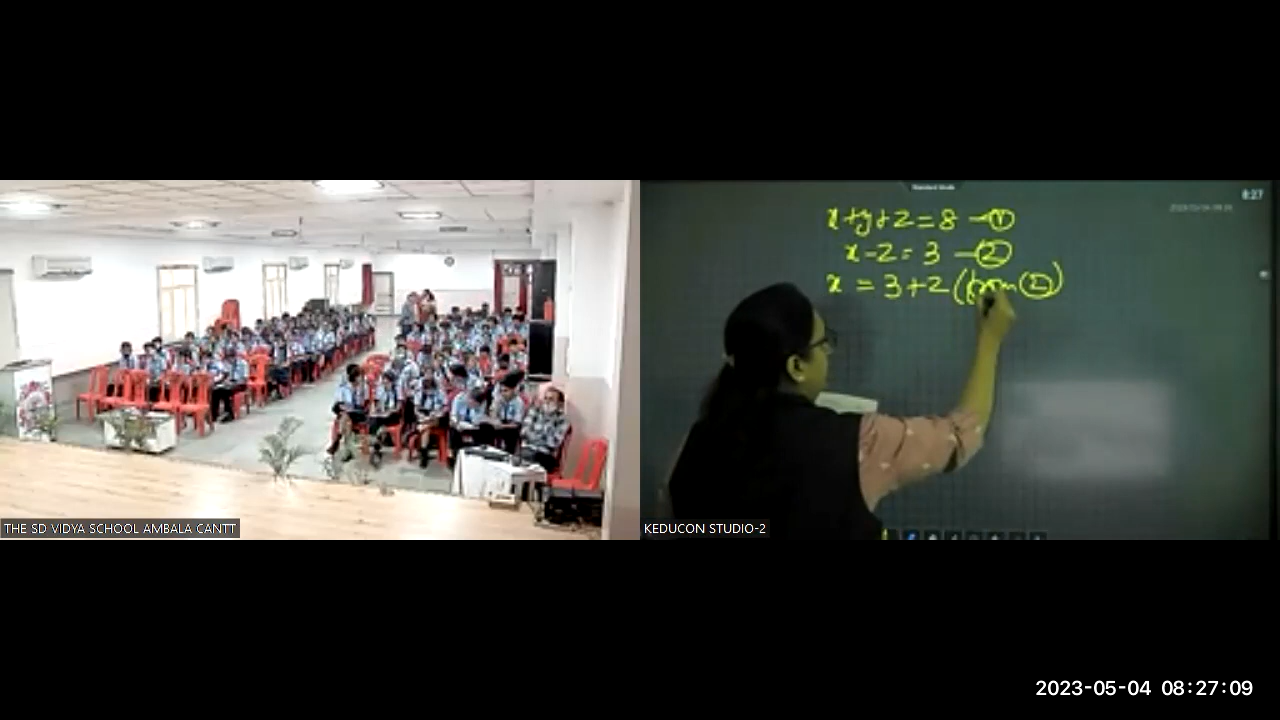 8:27
x+y+z=8 —①
x-z=3 —②
x = 3+z (from ②)
THE SD VIDYA SCHOOL AMBALA CANTT
KEDUCON STUDIO-2
2023-05-04 08:27:09